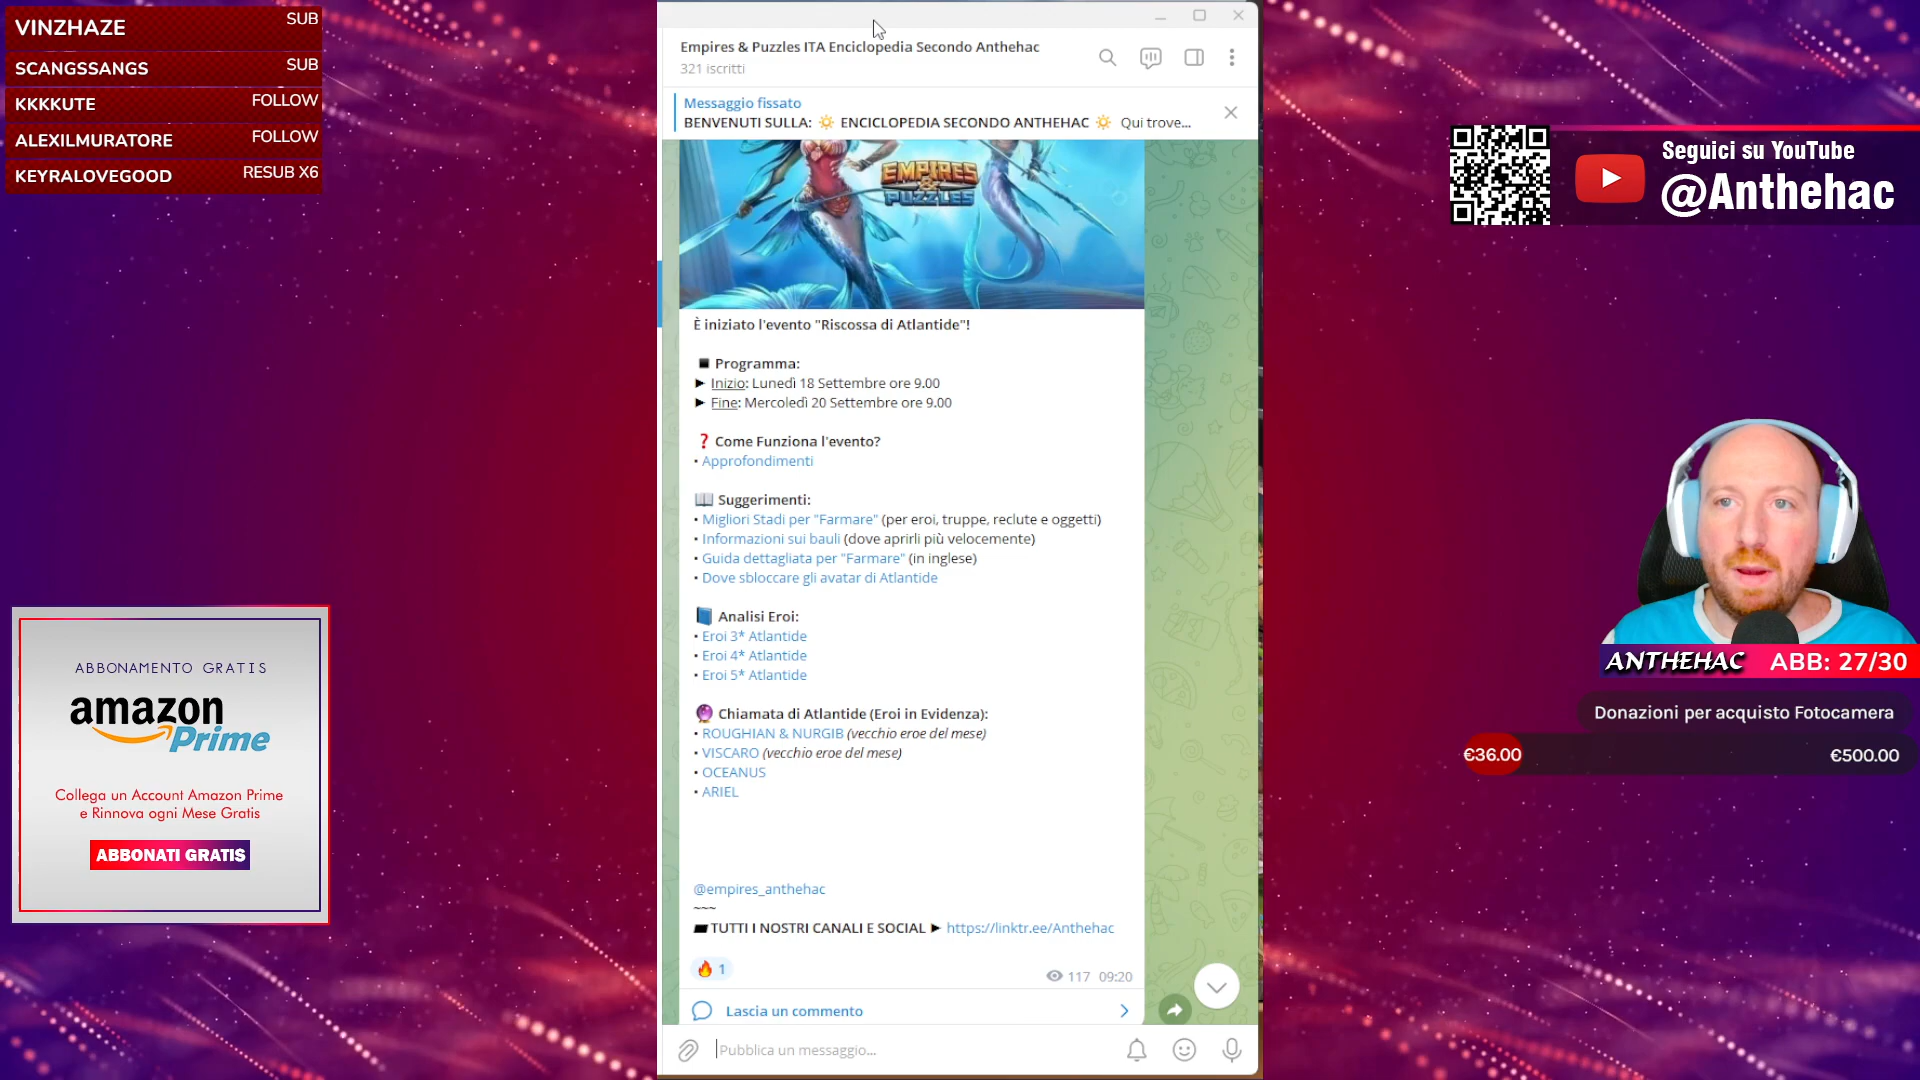 VINZHAZE SUB
SCANGSSANGS SUB
KKKKUTE FOLLOW
ALEXILMURATORE FOLLOW
KEYRALOVEGOOD RESUB X6
ABBONAMENTO GRATIS
amazon
Prime
Collega un Account Amazon Prime
e Rinnova ogni Mese Gratis
ABBONATI GRATIS
Empires & Puzzles ITA Enciclopedia Secondo Anthehac
321 iscritti
Messaggio fissato
BENVENUTI SULLA: ☀️ ENCICLOPEDIA SECONDO ANTHEHAC ☀️ Qui trove...
EMPIRES
&
PUZZLES
È iniziato l'evento "Riscossa di Atlantide"!
◾ Programma:
► Inizio: Lunedì 18 Settembre ore 9.00
► Fine: Mercoledì 20 Settembre ore 9.00
❓ Come Funziona l'evento?
• Approfondimenti
📖 Suggerimenti:
• Migliori Stadi per "Farmare" (per eroi, truppe, reclute e oggetti)
• Informazioni sui bauli (dove aprirli più velocemente)
• Guida dettagliata per "Farmare" (in inglese)
• Dove sbloccare gli avatar di Atlantide
📘 Analisi Eroi:
• Eroi 3* Atlantide
• Eroi 4* Atlantide
• Eroi 5* Atlantide
🔮 Chiamata di Atlantide (Eroi in Evidenza):
• ROUGHIAN & NURGIB (vecchio eroe del mese)
• VISCARO (vecchio eroe del mese)
• OCEANUS
• ARIEL
@empires_anthehac
~~~
▰ TUTTI I NOSTRI CANALI E SOCIAL ► https://linktr.ee/Anthehac
🔥 1
117 09:20
Lascia un commento
Pubblica un messaggio...
Seguici su YouTube
@Anthehac
ANTHEHAC ABB: 27/30
Donazioni per acquisto Fotocamera
€36.00 €500.00